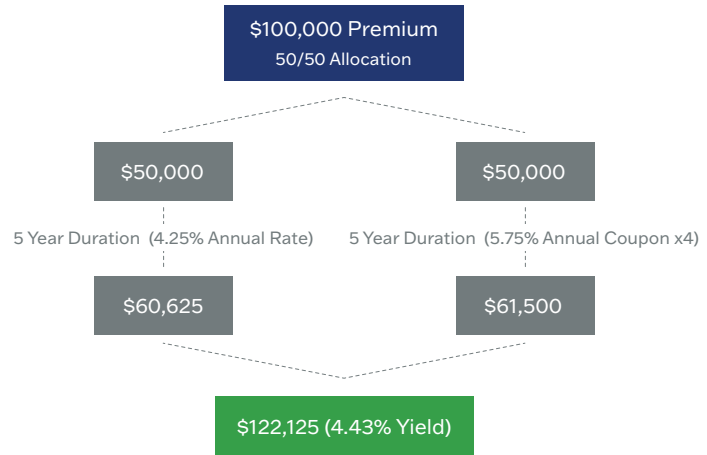 $100,000 Premium
50/50 Allocation
$50,000
$50,000
5 Year Duration (4.25% Annual Rate)
5 Year Duration (5.75% Annual Coupon x4)
$60,625
$61,500
$122,125 (4.43% Yield)